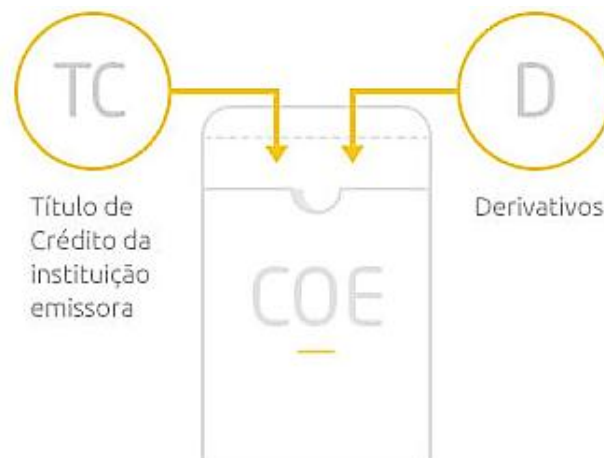 TC
D
Título de
Crédito da
instituição
emissora
Derivativos
COE